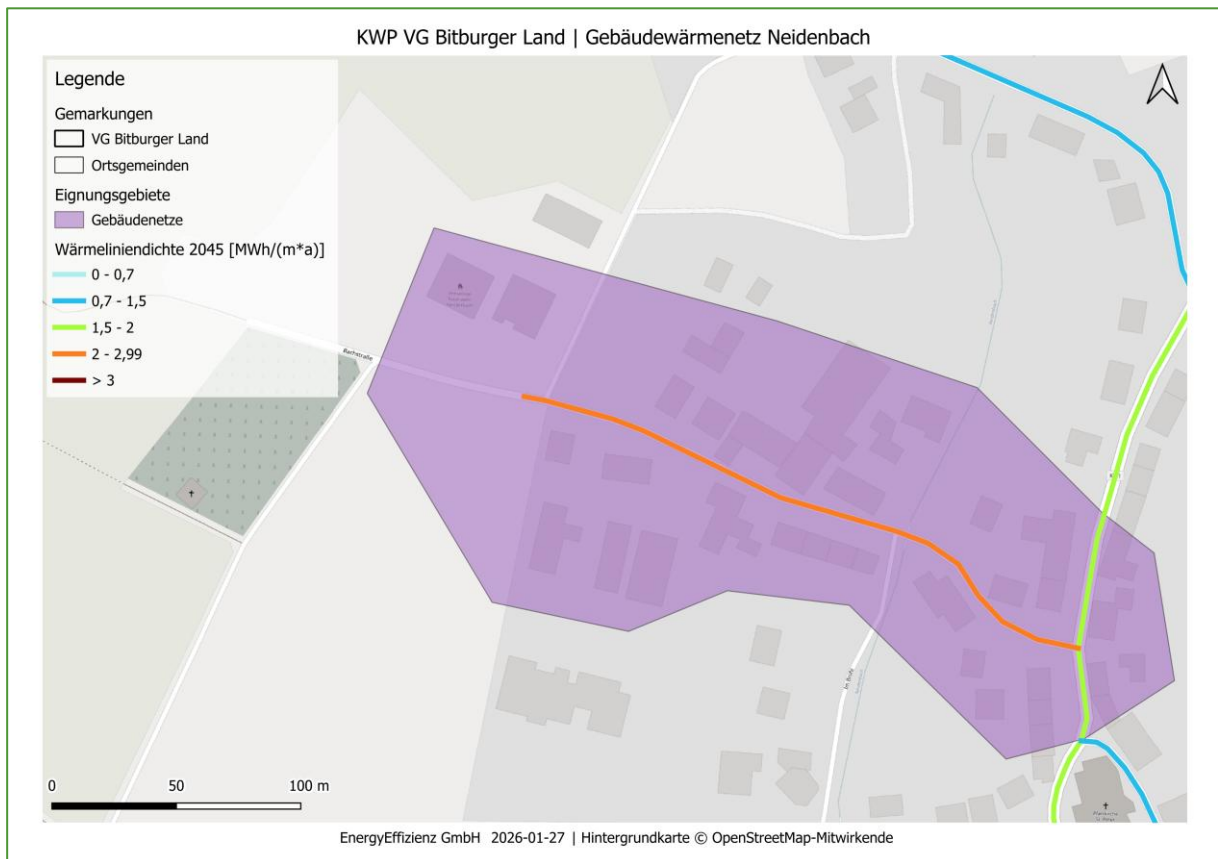 KWP VG Bitburger Land | Gebäudewärmenetz Neidenbach
Legende
Gemarkungen
VG Bitburger Land
Ortsgemeinden
Eignungsgebiete
Gebäudenetze
Wärmeliniendichte 2045 [MWh/(m*a)]
0 - 0,7
0,7 - 1,5
1,5 - 2
2 - 2,99
> 3
Bachstraße
Im Brühl
0 50 100 m
EnergyEffizienz GmbH 2026-01-27 | Hintergrundkarte © OpenStreetMap-Mitwirkende